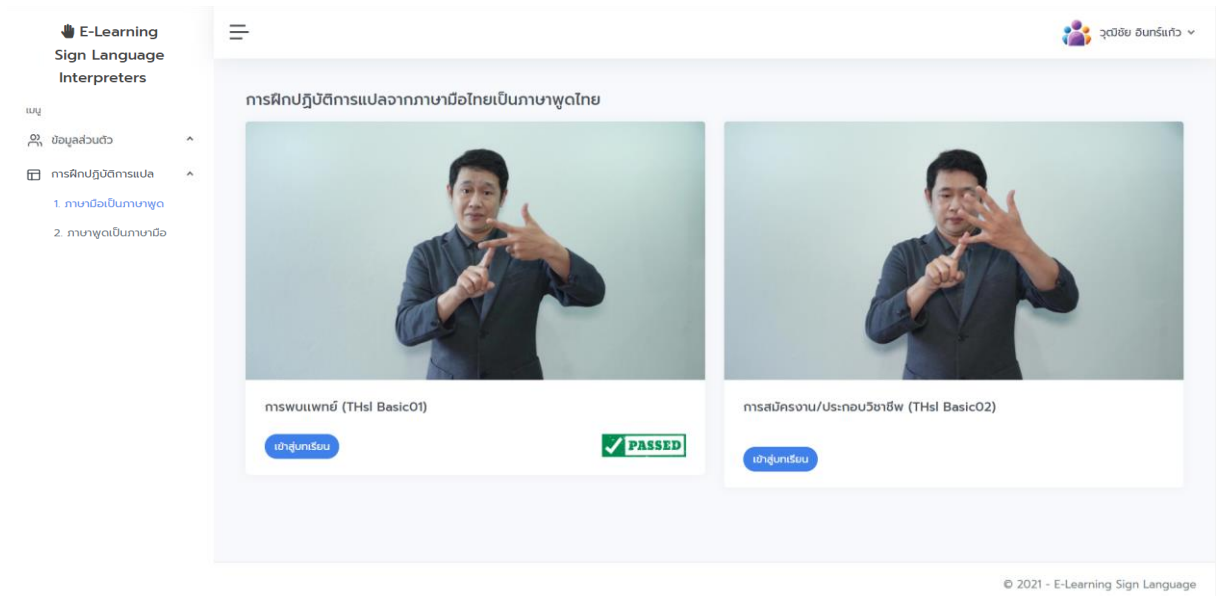 E-Learning
Sign Language
Interpreters
เมนู
ข้อมูลส่วนตัว
การฝึกปฏิบัติการแปล
1. ภาษามือเป็นภาษาพูด
2. ภาษาพูดเป็นภาษามือ
วุฒิชัย อินทร์แก้ว
การฝึกปฏิบัติการแปลจากภาษามือไทยเป็นภาษาพูดไทย
การพบแพทย์ (THsl Basic01)
เข้าสู่บทเรียน
PASSED
การสมัครงาน/ประกอบวิชาชีพ (THsl Basic02)
เข้าสู่บทเรียน
© 2021 - E-Learning Sign Language